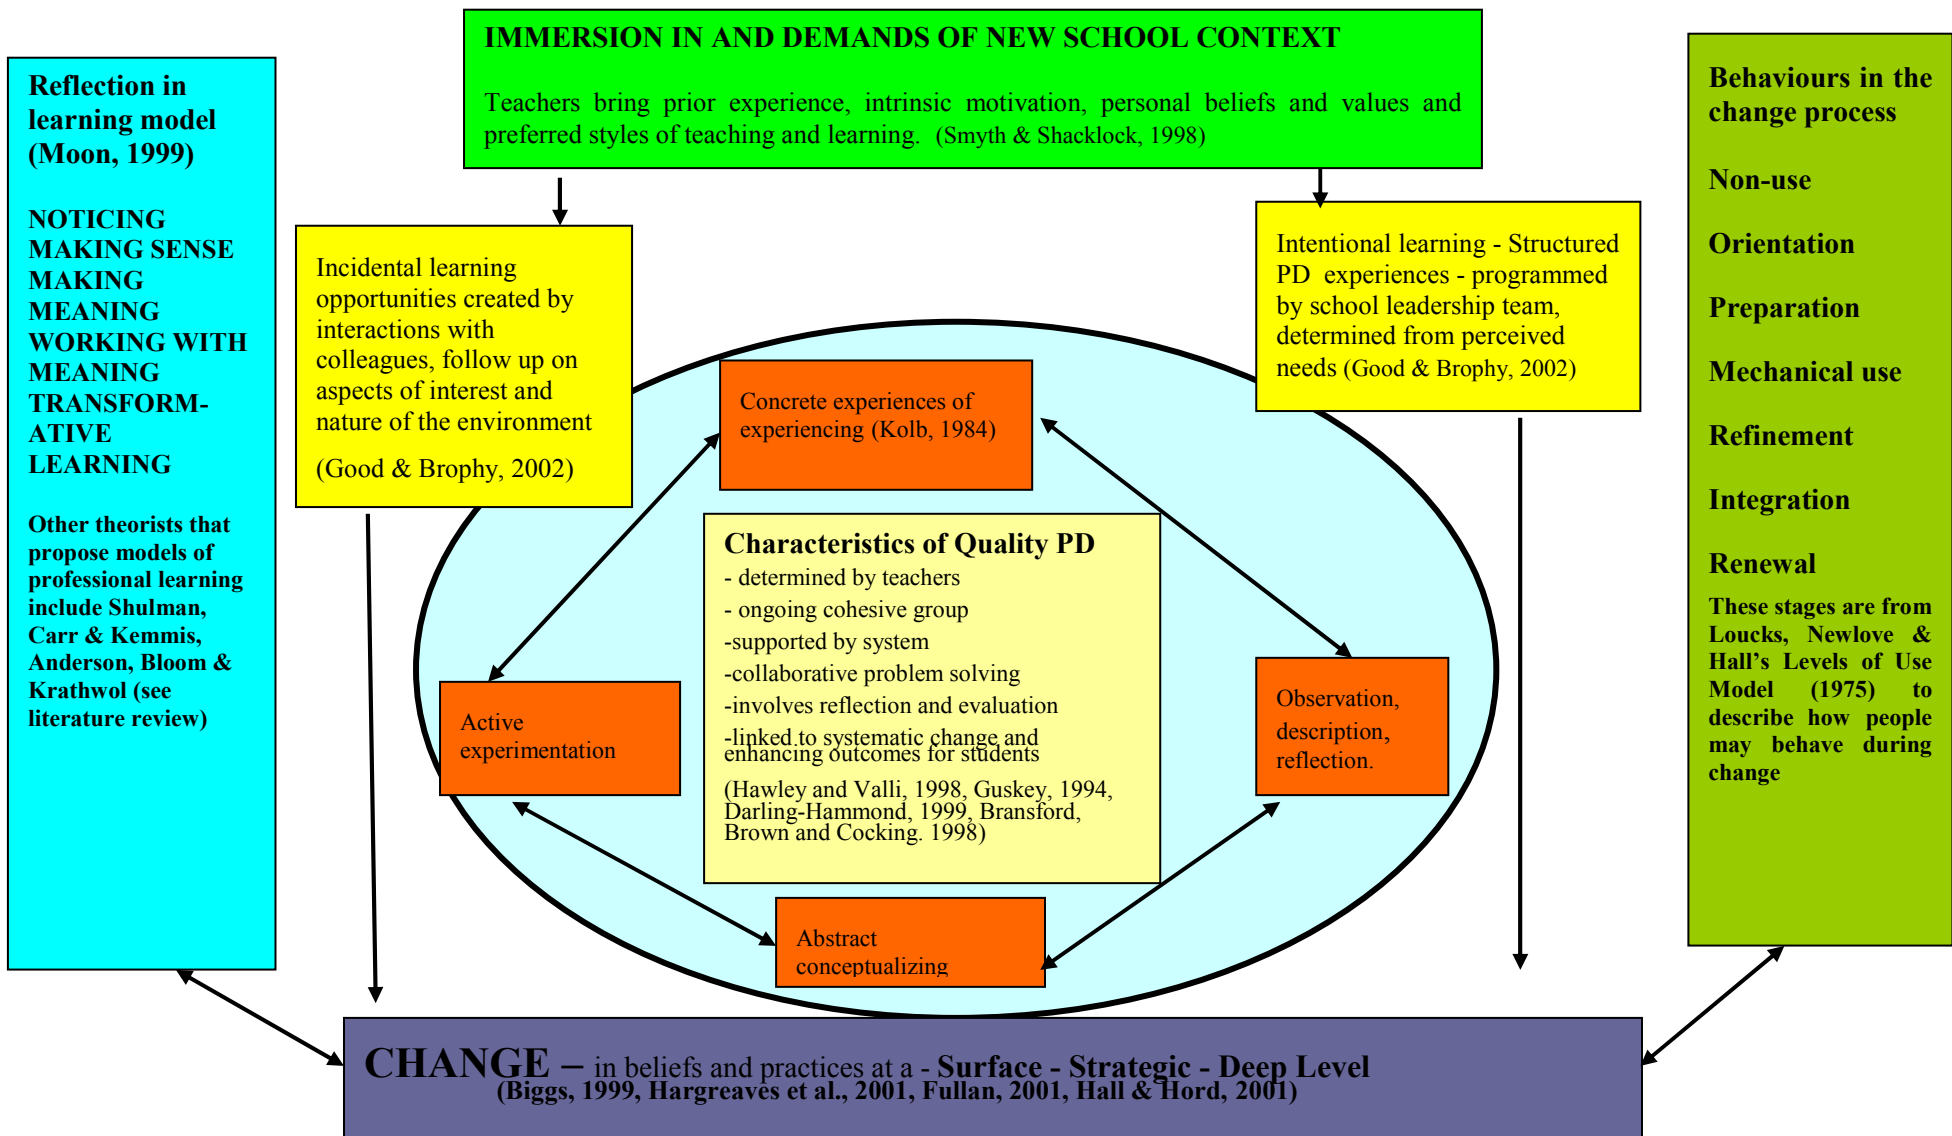 IMMERSION IN AND DEMANDS OF NEW SCHOOL CONTEXT
Teachers bring prior experience, intrinsic motivation, personal beliefs and values and
preferred styles of teaching and learning. (Smyth & Shacklock, 1998)
Reflection in
learning model
(Moon, 1999)
NOTICING
MAKING SENSE
MAKING
MEANING
WORKING WITH
MEANING
TRANSFORM-
ATIVE
LEARNING
Other theorists that
propose models of
professional learning
include Shulman,
Carr & Kemmis,
Anderson, Bloom &
Krathwol (see
literature review)
Incidental learning
opportunities created by
interactions with
colleagues, follow up on
aspects of interest and
nature of the environment
(Good & Brophy, 2002)
Intentional learning - Structured
PD experiences - programmed
by school leadership team,
determined from perceived
needs (Good & Brophy, 2002)
Concrete experiences of
experiencing (Kolb, 1984)
Characteristics of Quality PD
- determined by teachers
- ongoing cohesive group
-supported by system
-collaborative problem solving
-involves reflection and evaluation
-linked to systematic change and
enhancing outcomes for students
(Hawley and Valli, 1998, Guskey, 1994,
Darling-Hammond, 1999, Bransford,
Brown and Cocking. 1998)
Active
experimentation
Observation,
description,
reflection.
Abstract
conceptualizing
Behaviours in the
change process
Non-use
Orientation
Preparation
Mechanical use
Refinement
Integration
Renewal
These stages are from
Loucks, Newlove &
Hall's Levels of Use
Model (1975) to
describe how people
may behave during
change
CHANGE – in beliefs and practices at a - Surface - Strategic - Deep Level
(Biggs, 1999, Hargreaves et al., 2001, Fullan, 2001, Hall & Hord, 2001)